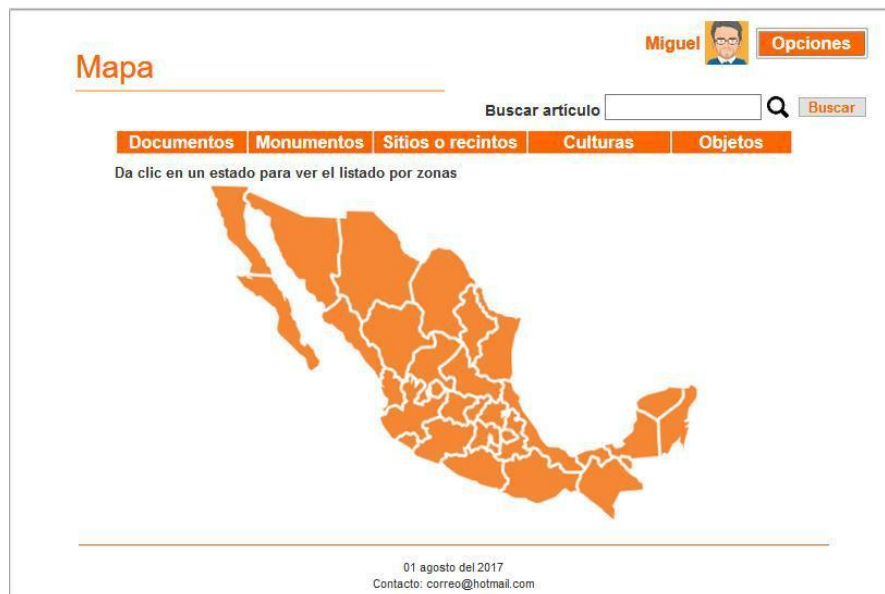 Miguel
Opciones
Mapa
Buscar artículo
Buscar
Documentos Monumentos Sitios o recintos Culturas Objetos
Da clic en un estado para ver el listado por zonas
01 agosto del 2017
Contacto: correo@hotmail.com